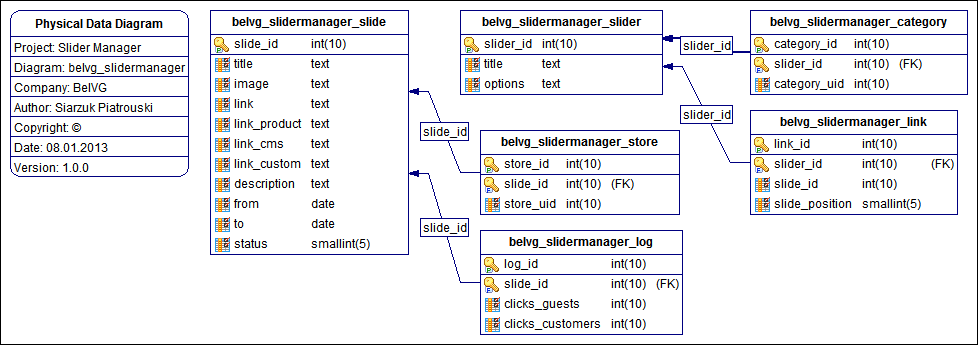 Physical Data Diagram
Project: Slider Manager
Diagram: belvg_slidermanager
Company: BelVG
Author: Siarzuk Piatrouski
Copyright: ©
Date: 08.01.2013
Version: 1.0.0
belvg_slidermanager_slide
slide_id int(10)
title text
image text
link text
link_product text
link_cms text
link_custom text
description text
from date
to date
status smallint(5)
belvg_slidermanager_slider
slider_id int(10)
title text
options text
slide_id
belvg_slidermanager_store
store_id int(10)
slide_id int(10) (FK)
store_uid int(10)
slide_id
belvg_slidermanager_log
log_id int(10)
slide_id int(10) (FK)
clicks_guests int(10)
clicks_customers int(10)
slider_id
belvg_slidermanager_category
category_id int(10)
slider_id int(10) (FK)
category_uid int(10)
slider_id
belvg_slidermanager_link
link_id int(10)
slider_id int(10) (FK)
slide_id int(10)
slide_position smallint(5)